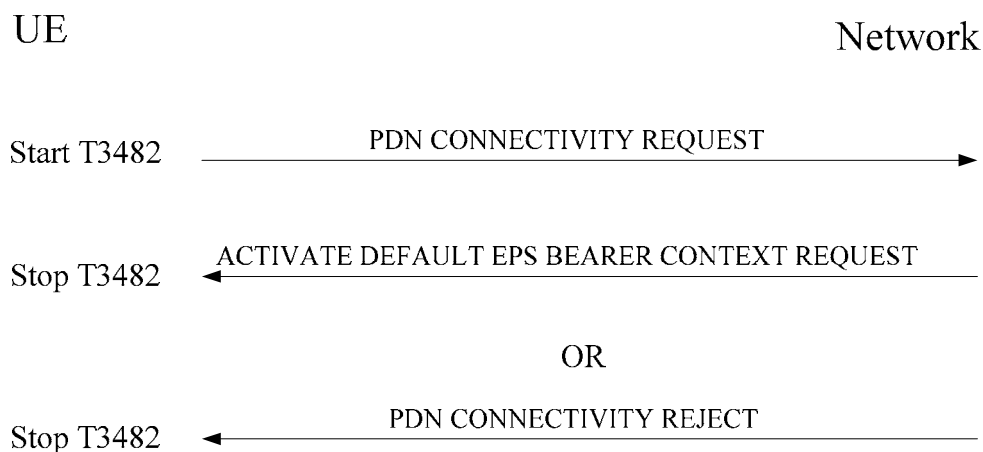 UE
Network
Start T3482
PDN CONNECTIVITY REQUEST
ACTIVATE DEFAULT EPS BEARER CONTEXT REQUEST
Stop T3482
OR
PDN CONNECTIVITY REJECT
Stop T3482